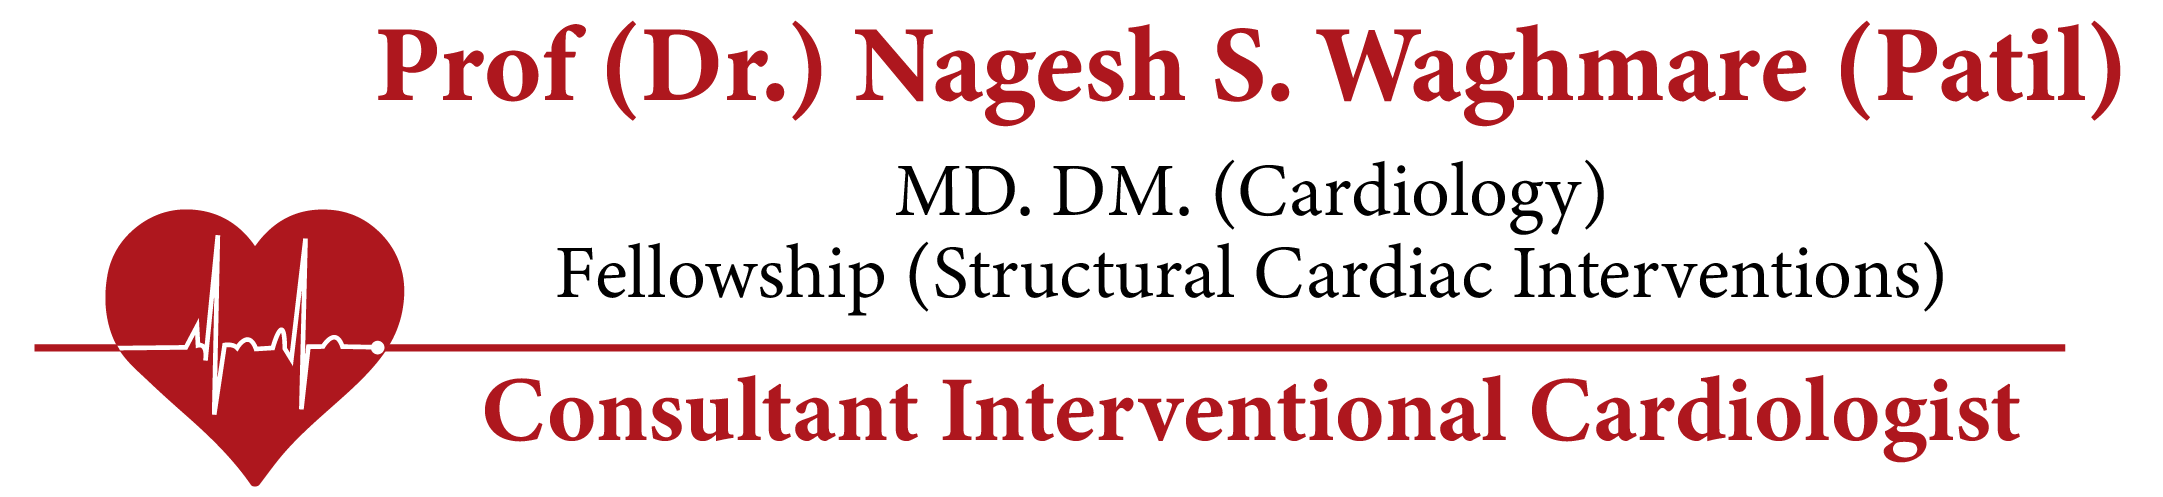 Prof (Dr.) Nagesh S. Waghmare (Patil)
MD. DM. (Cardiology)
Fellowship (Structural Cardiac Interventions)
Consultant Interventional Cardiologist